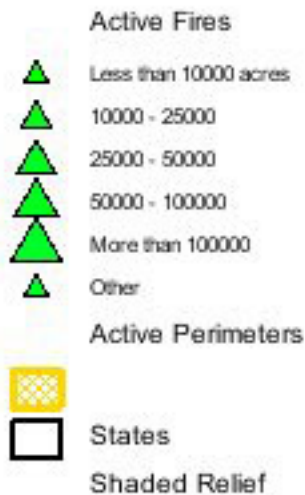 Active Fires
Less than 10000 acres
10000 - 25000
25000 - 50000
50000 - 100000
More than 100000
Other
Active Perimeters
States
Shaded Relief